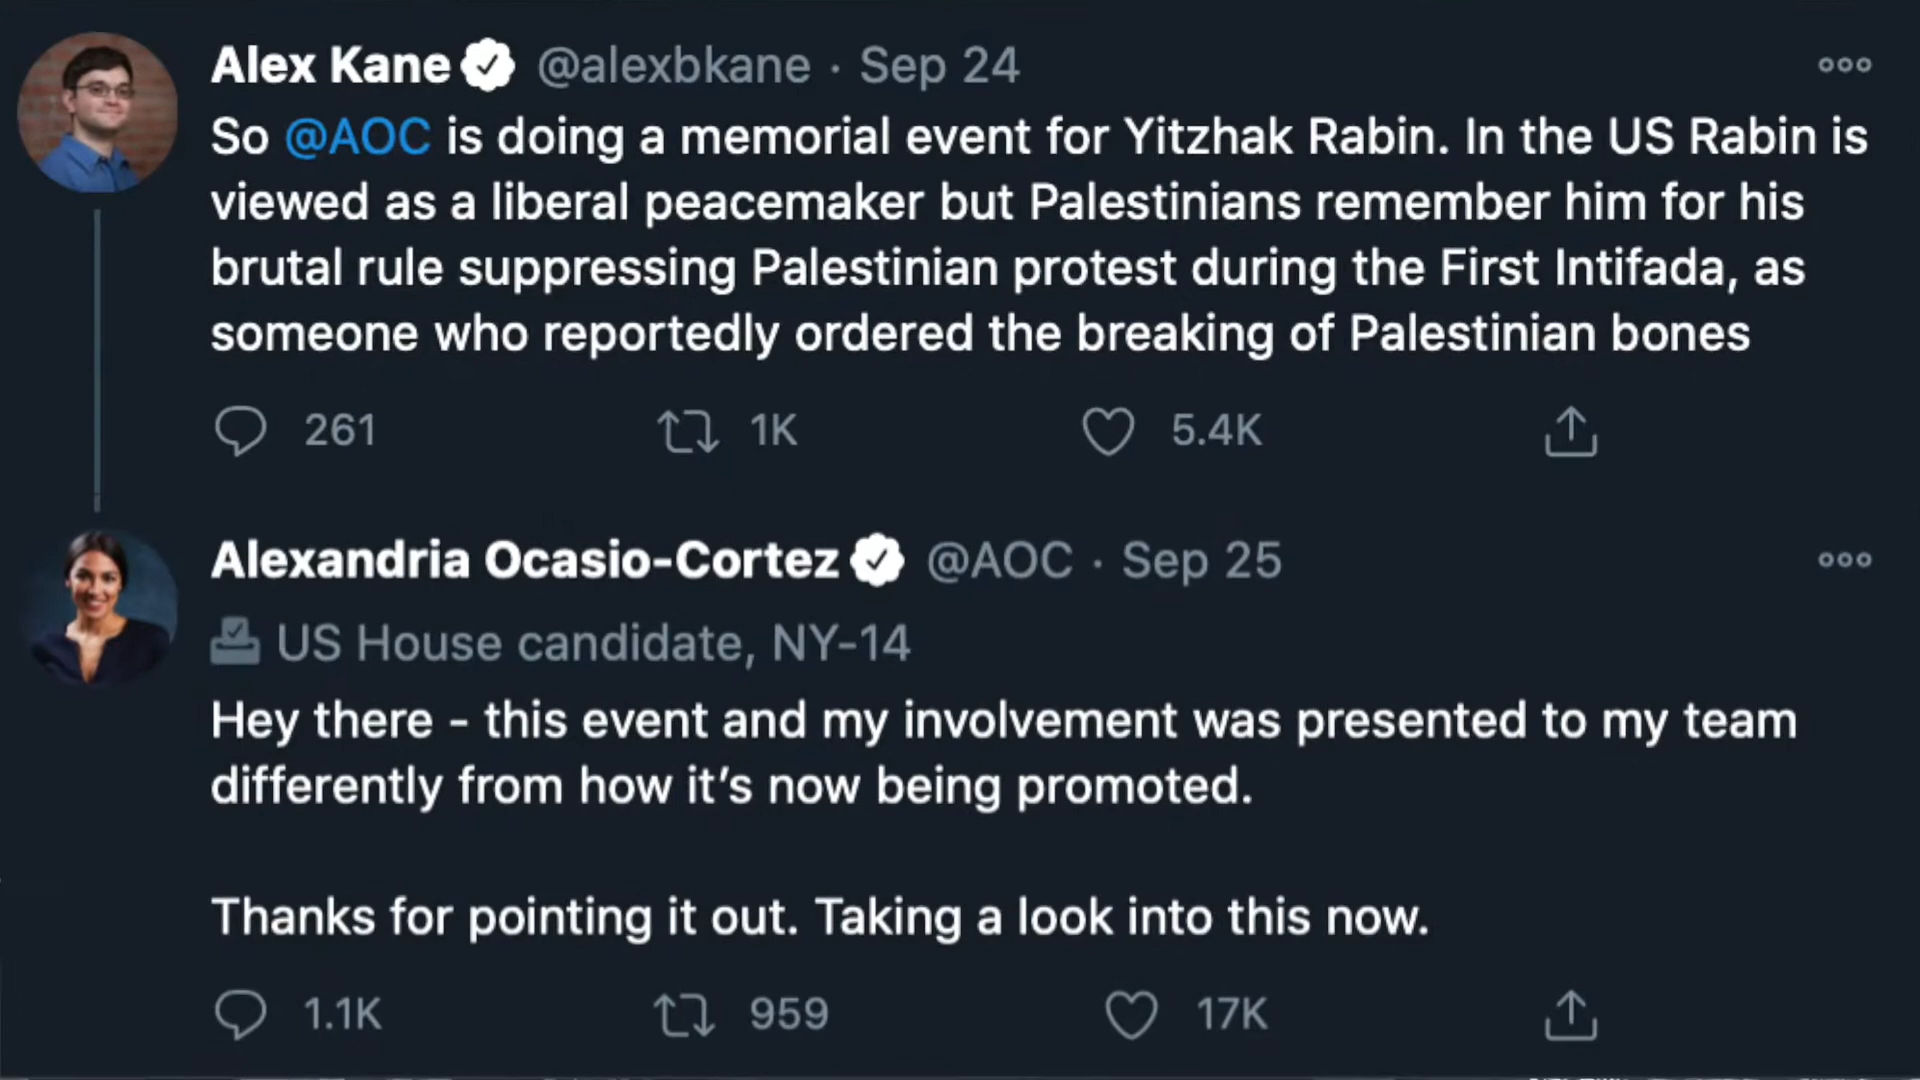 Alex Kane @alexbkane · Sep 24
So @AOC is doing a memorial event for Yitzhak Rabin. In the US Rabin is
viewed as a liberal peacemaker but Palestinians remember him for his
brutal rule suppressing Palestinian protest during the First Intifada, as
someone who reportedly ordered the breaking of Palestinian bones
261 1K 5.4K
Alexandria Ocasio-Cortez @AOC · Sep 25
US House candidate, NY-14
Hey there - this event and my involvement was presented to my team
differently from how it’s now being promoted.
Thanks for pointing it out. Taking a look into this now.
1.1K 959 17K